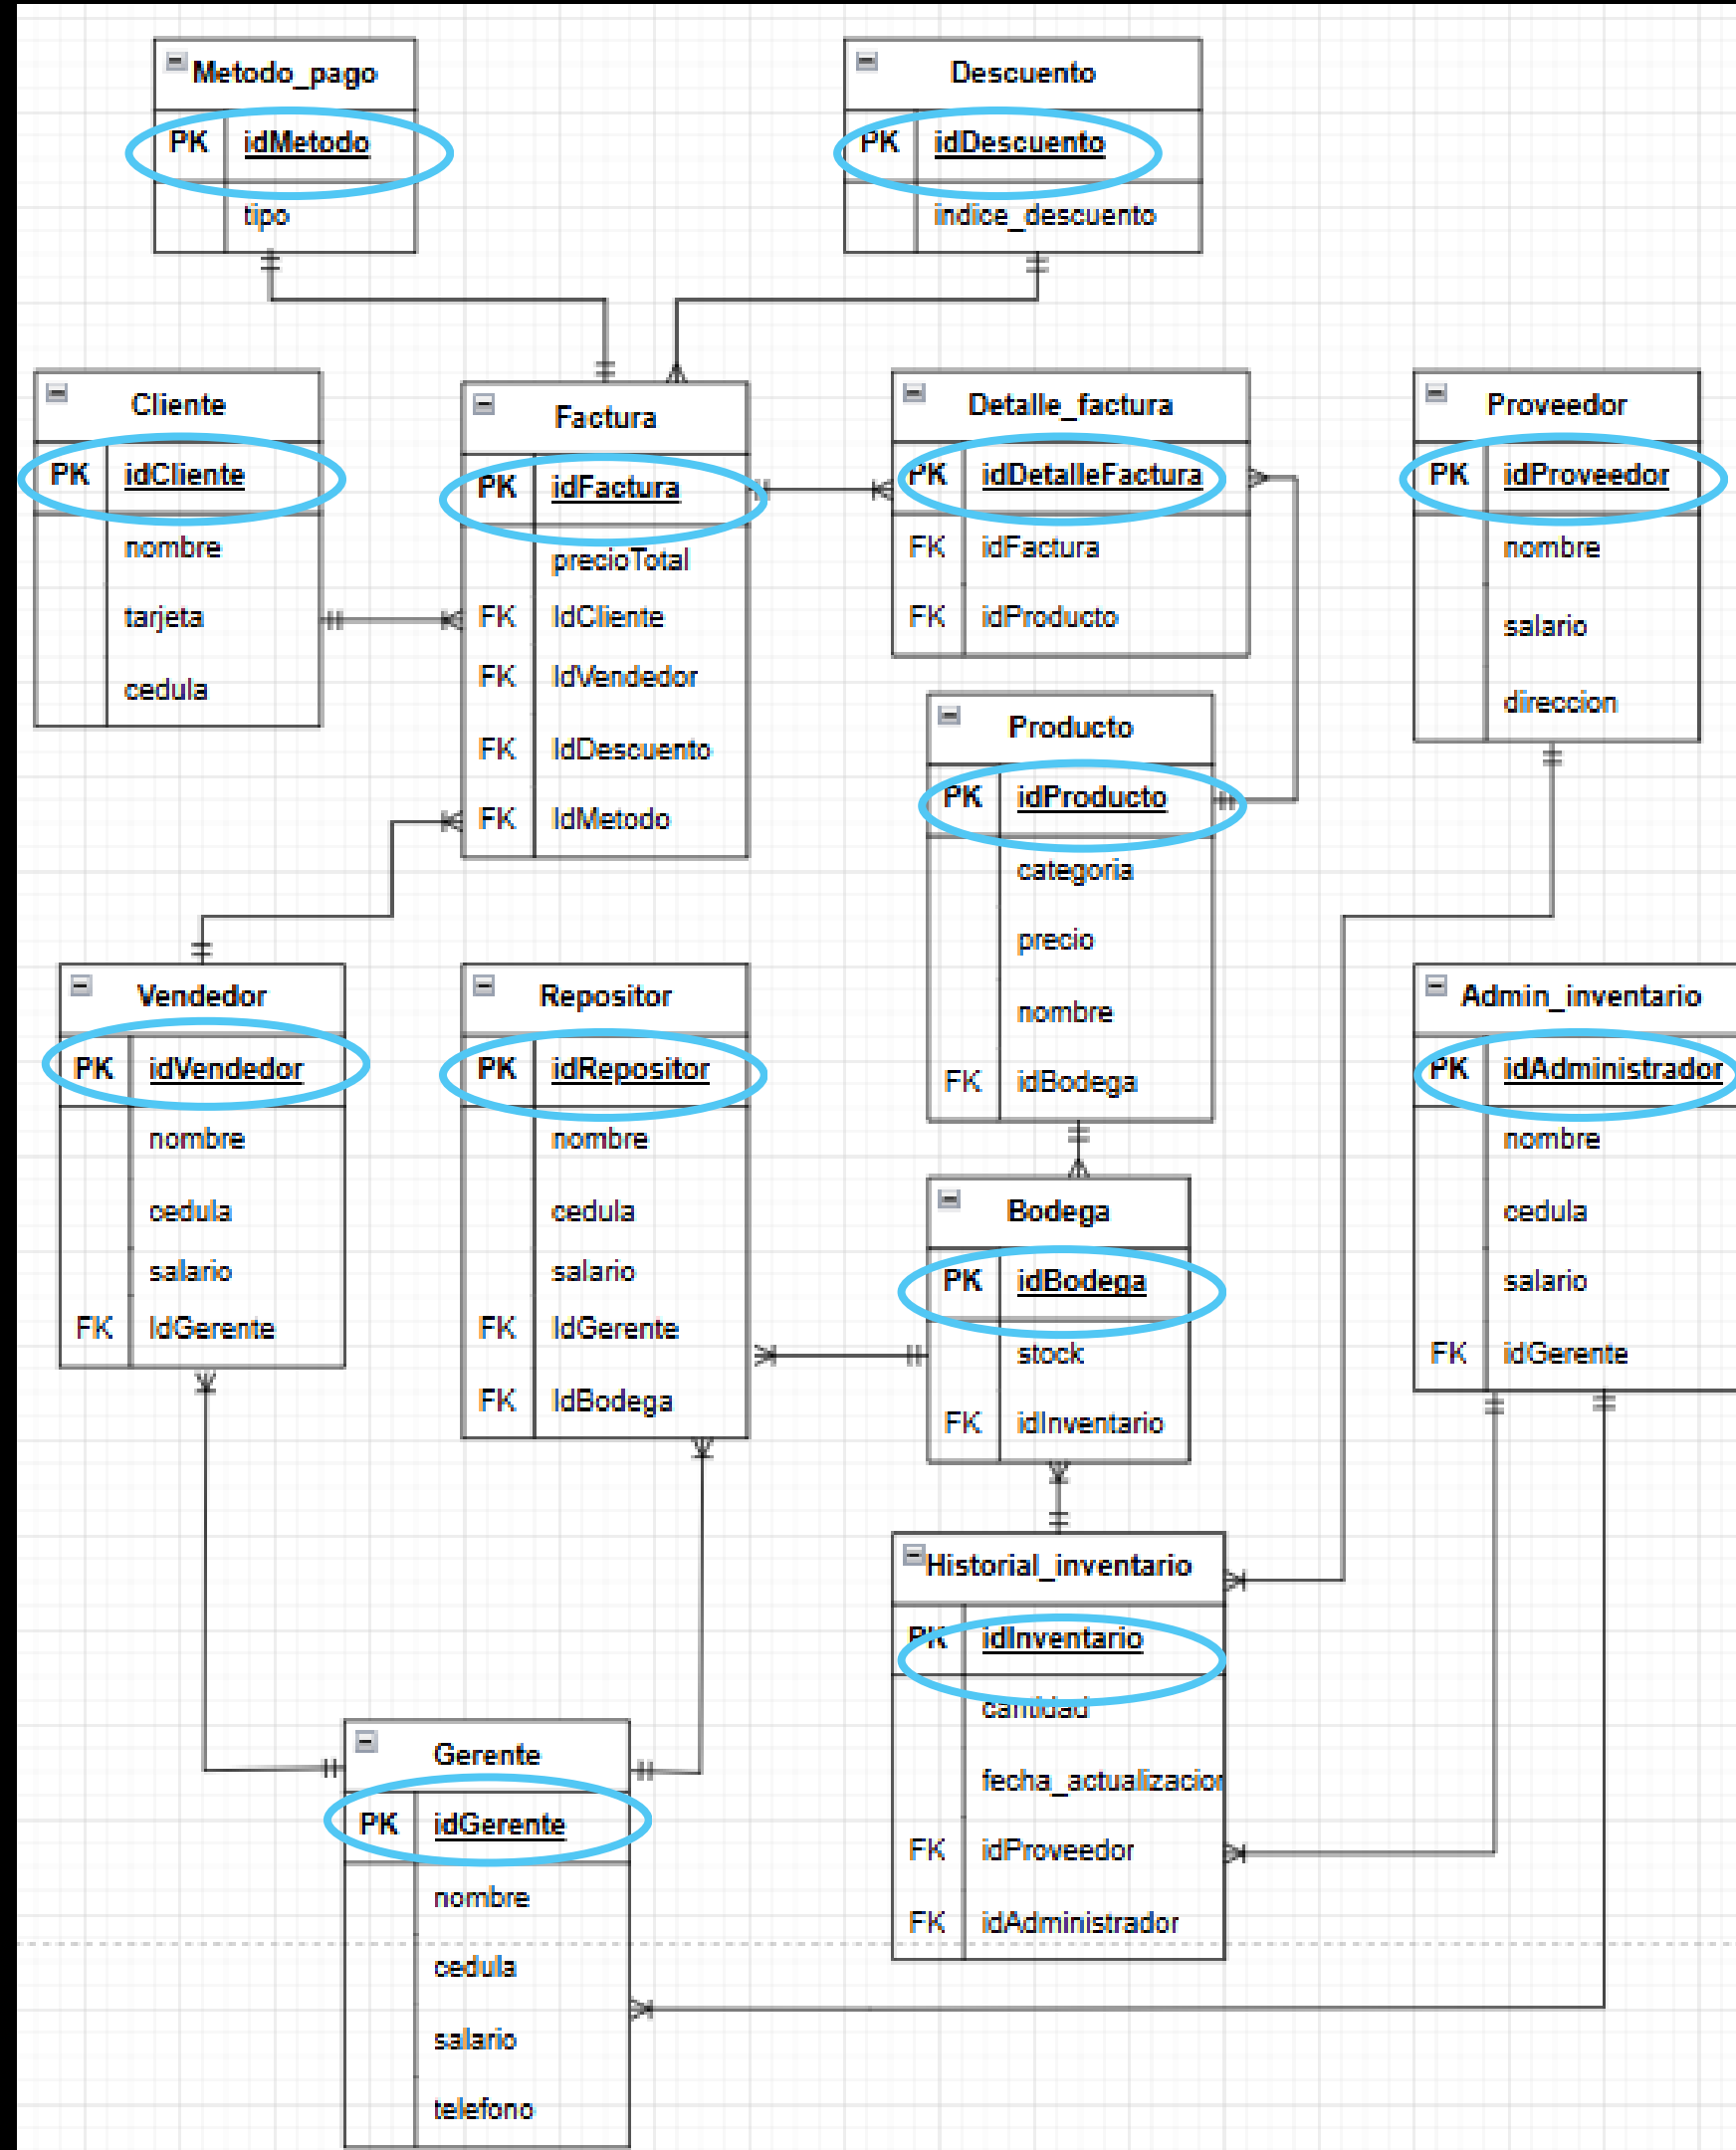 Metodo_pago
PK idMetodo
tipo
Descuento
PK idDescuento
indice_descuento
Cliente
PK idCliente
nombre
tarjeta
cedula
Factura
PK idFactura
precioTotal
FK IdCliente
FK IdVendedor
FK IdDescuento
FK IdMetodo
Detalle_factura
PK idDetalleFactura
FK idFactura
FK idProducto
Proveedor
PK idProveedor
nombre
salario
direccion
Producto
PK idProducto
categoria
precio
nombre
FK idBodega
Vendedor
PK idVendedor
nombre
cedula
salario
FK IdGerente
Repositor
PK idRepositor
nombre
cedula
salario
FK IdGerente
FK IdBodega
Admin_inventario
PK idAdministrador
nombre
cedula
salario
FK idGerente
Bodega
PK idBodega
stock
FK idInventario
Historial_inventario
PK idInventario
cantidad
fecha_actualizacion
FK idProveedor
FK idAdministrador
Gerente
PK idGerente
nombre
cedula
salario
telefono